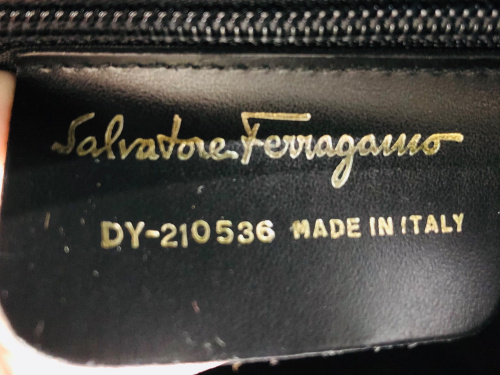 Salvatore Ferragamo
DY-210536 MADE IN ITALY